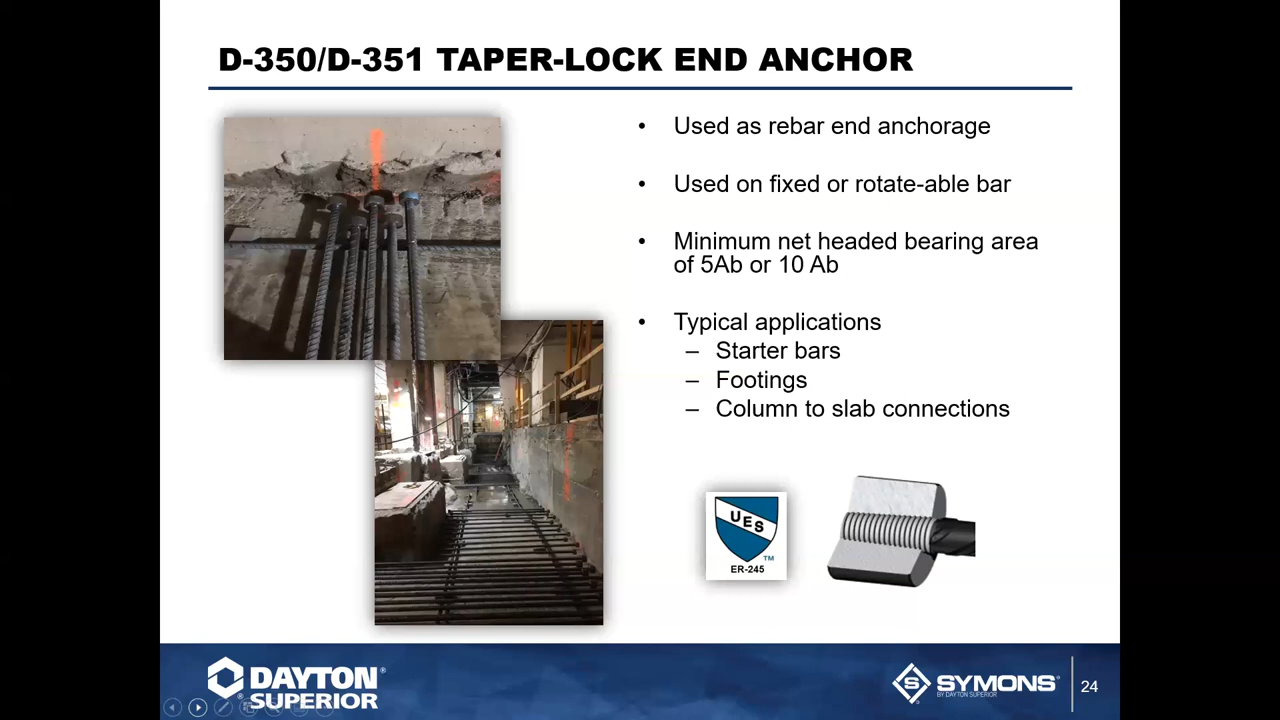 D-350/D-351 TAPER-LOCK END ANCHOR
• Used as rebar end anchorage
• Used on fixed or rotate-able bar
• Minimum net headed bearing area
of 5Ab or 10 Ab
• Typical applications
– Starter bars
– Footings
– Column to slab connections
UES
TM
ER-245
DAYTON®
SUPERIOR®
S SYMONS®
BY DAYTON SUPERIOR
24